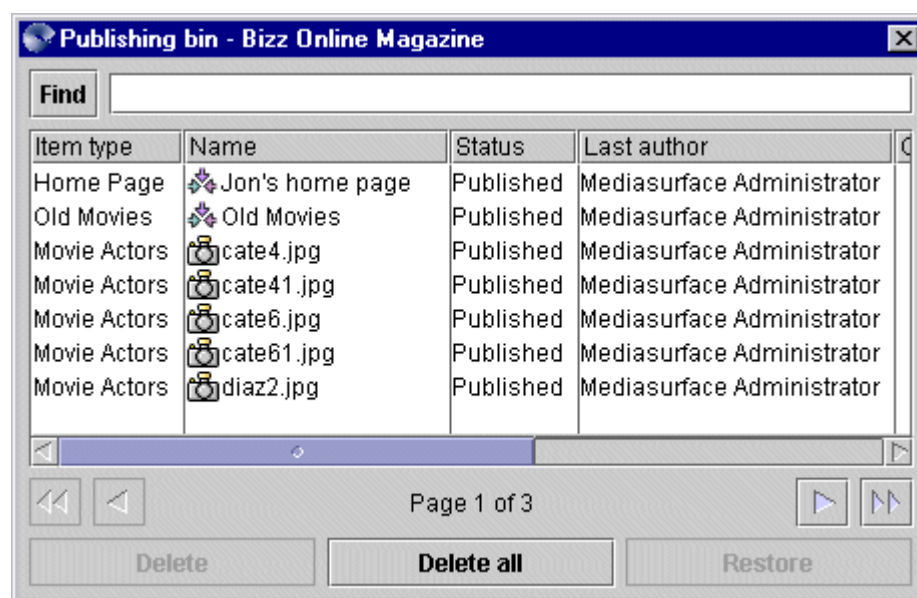 Publishing bin - Bizz Online Magazine
Find
Item type Name Status Last author
Home Page Jon's home page Published Mediasurface Administrator
Old Movies Old Movies Published Mediasurface Administrator
Movie Actors cate4.jpg Published Mediasurface Administrator
Movie Actors cate41.jpg Published Mediasurface Administrator
Movie Actors cate6.jpg Published Mediasurface Administrator
Movie Actors cate61.jpg Published Mediasurface Administrator
Movie Actors diaz2.jpg Published Mediasurface Administrator
Page 1 of 3
Delete Delete all Restore